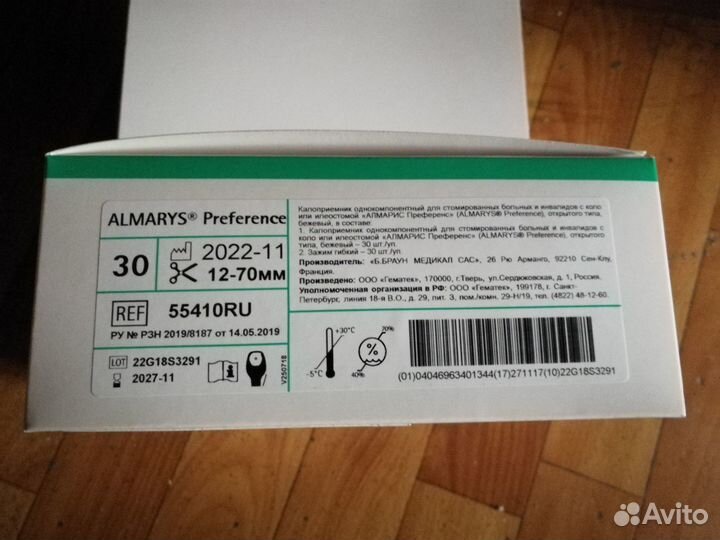 ALMARYS® Preference
30
2022-11
12-70мм
REF 55410RU
РУ № РЗН 2019/8187 от 14.05.2019
LOT 22G18S3291
2027-11
V250718
Калоприемник однокомпонентный для стомированных больных и инвалидов с коло
или илеостомой «АЛМАРИС Преференс» (ALMARYS® Preference), открытого типа,
бежевый, в составе:
1. Калоприемник однокомпонентный для стомированных больных и инвалидов с
коло или илеостомой «АЛМАРИС Преференс» (ALMARYS® Preference), открытого
типа, бежевый – 30 шт./уп.
2. Зажим гибкий – 30 шт./уп.
Производитель: «Б.БРАУН МЕДИКАЛ САС», 26 Рю Арманго, 92210 Сен-Клу,
Франция.
Произведено: ООО «Гематек», 170000, г.Тверь, ул.Сердюковская, д.1, Россия.
Уполномоченная организация в РФ: ООО «Гематек», 199178, г. Санкт-
Петербург, линия 18-я В.О., д. 29, лит. 3, пом./комн. 29-Н/19, тел. (4822) 48-12-60.
+30°C
-5°C
70%
40%
(01)04046963401344(17)271117(10)22G18S3291
Avito